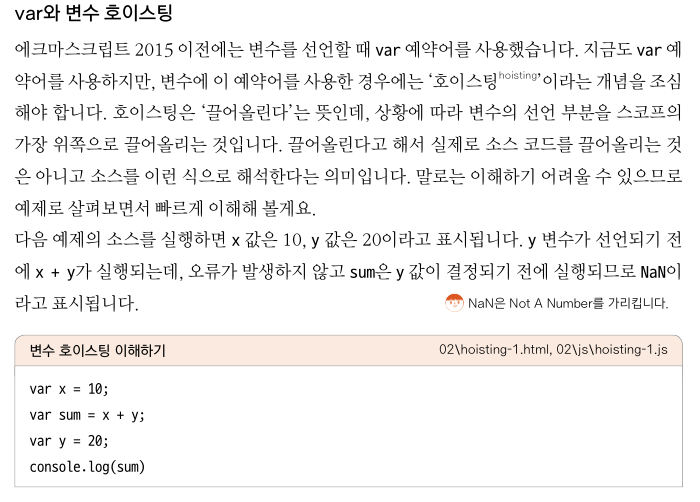 var와 변수 호이스팅
에크마스크립트 2015 이전에는 변수를 선언할 때 var 예약어를 사용했습니다. 지금도 var 예
약어를 사용하지만, 변수에 이 예약어를 사용한 경우에는 ‘호이스팅hoisting’이라는 개념을 조심
해야 합니다. 호이스팅은 ‘끌어올린다’는 뜻인데, 상황에 따라 변수의 선언 부분을 스코프의
가장 위쪽으로 끌어올리는 것입니다. 끌어올린다고 해서 실제로 소스 코드를 끌어올리는 것
은 아니고 소스를 이런 식으로 해석한다는 의미입니다. 말로는 이해하기 어려울 수 있으므로
예제로 살펴보면서 빠르게 이해해 볼게요.
다음 예제의 소스를 실행하면 x 값은 10, y 값은 20이라고 표시됩니다. y 변수가 선언되기 전
에 x + y가 실행되는데, 오류가 발생하지 않고 sum은 y 값이 결정되기 전에 실행되므로 NaN이
라고 표시됩니다.
NaN은 Not A Number를 가리킵니다.
변수 호이스팅 이해하기
02\hoisting-1.html, 02\js\hoisting-1.js
var x = 10;
var sum = x + y;
var y = 20;
console.log(sum)